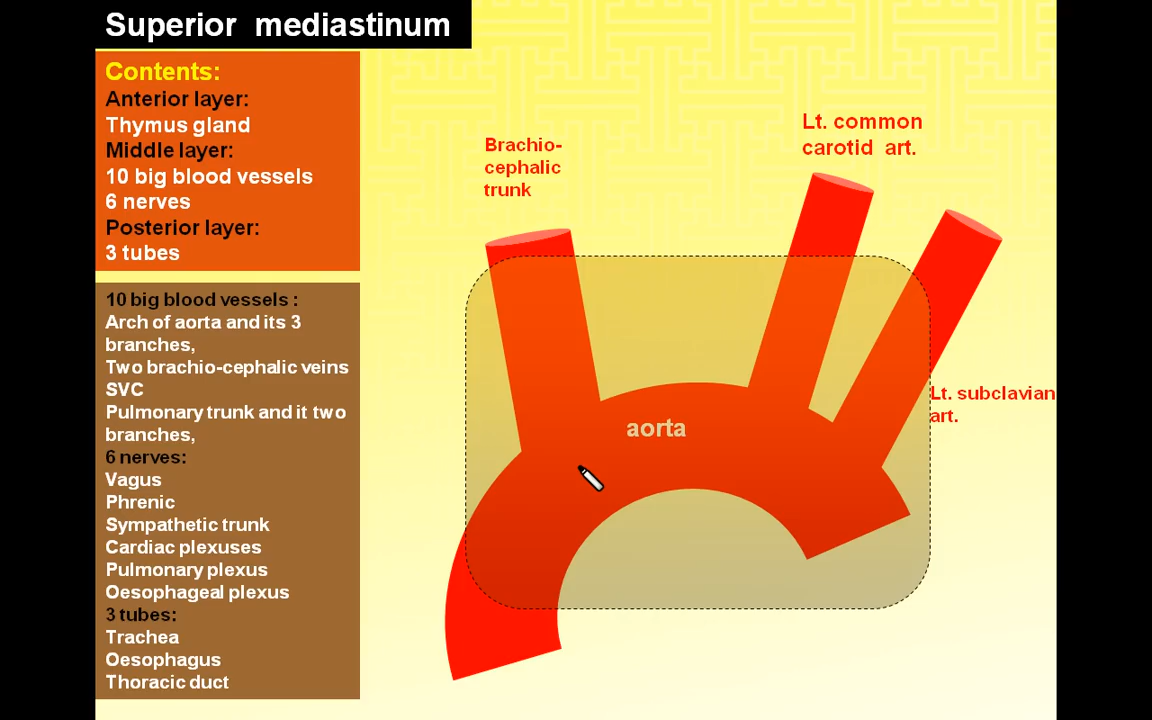 Superior mediastinum
Contents:
Anterior layer:
Thymus gland
Middle layer:
10 big blood vessels
6 nerves
Posterior layer:
3 tubes
10 big blood vessels :
Arch of aorta and its 3
branches,
Two brachio-cephalic veins
SVC
Pulmonary trunk and it two
branches,
6 nerves:
Vagus
Phrenic
Sympathetic trunk
Cardiac plexuses
Pulmonary plexus
Oesophageal plexus
3 tubes:
Trachea
Oesophagus
Thoracic duct
Brachio-
cephalic
trunk
Lt. common
carotid art.
Lt. subclavian
art.
aorta